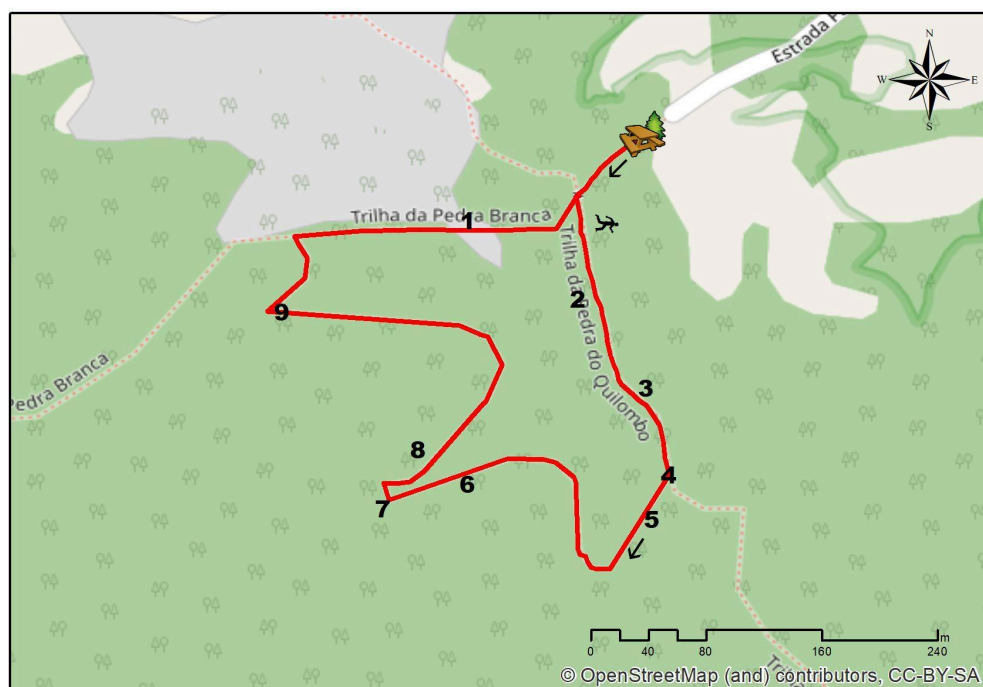 Estrada P
N
W E
S
Trilha da Pedra Branca
1
Trilha da Pedra do Quilombo
2
9
Pedra Branca
3
8
4
6
7
5
0 40 80 160 240
m
Trilh
© OpenStreetMap (and) contributors, CC-BY-SA